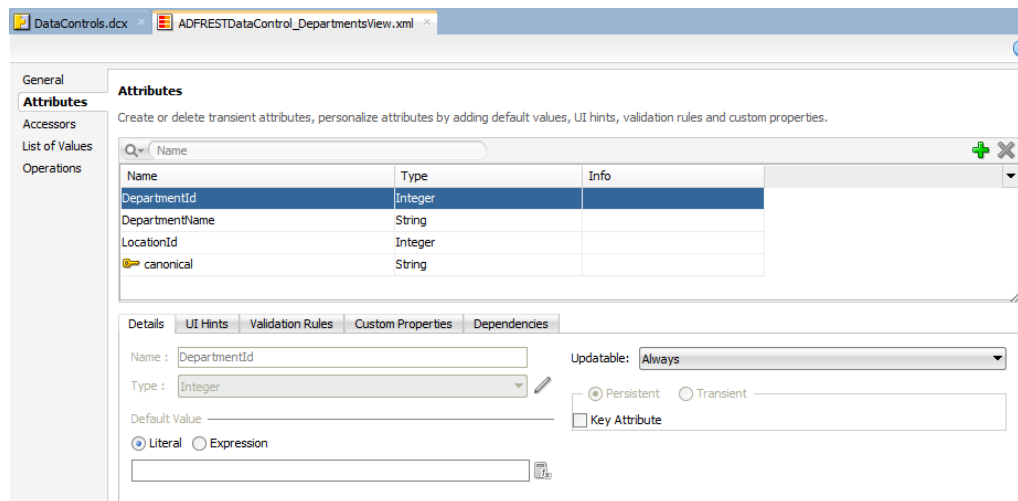 DataControls.dcx
ADFRESTDataControl_DepartmentsView.xml
General
Attributes
Accessors
List of Values
Operations
Attributes
Create or delete transient attributes, personalize attributes by adding default values, UI hints, validation rules and custom properties.
Name
Name Type Info
DepartmentId Integer
DepartmentName String
LocationId Integer
canonical String
Details UI Hints Validation Rules Custom Properties Dependencies
Name : DepartmentId
Type : Integer
Default Value
Literal Expression
Updatable: Always
Persistent Transient
Key Attribute